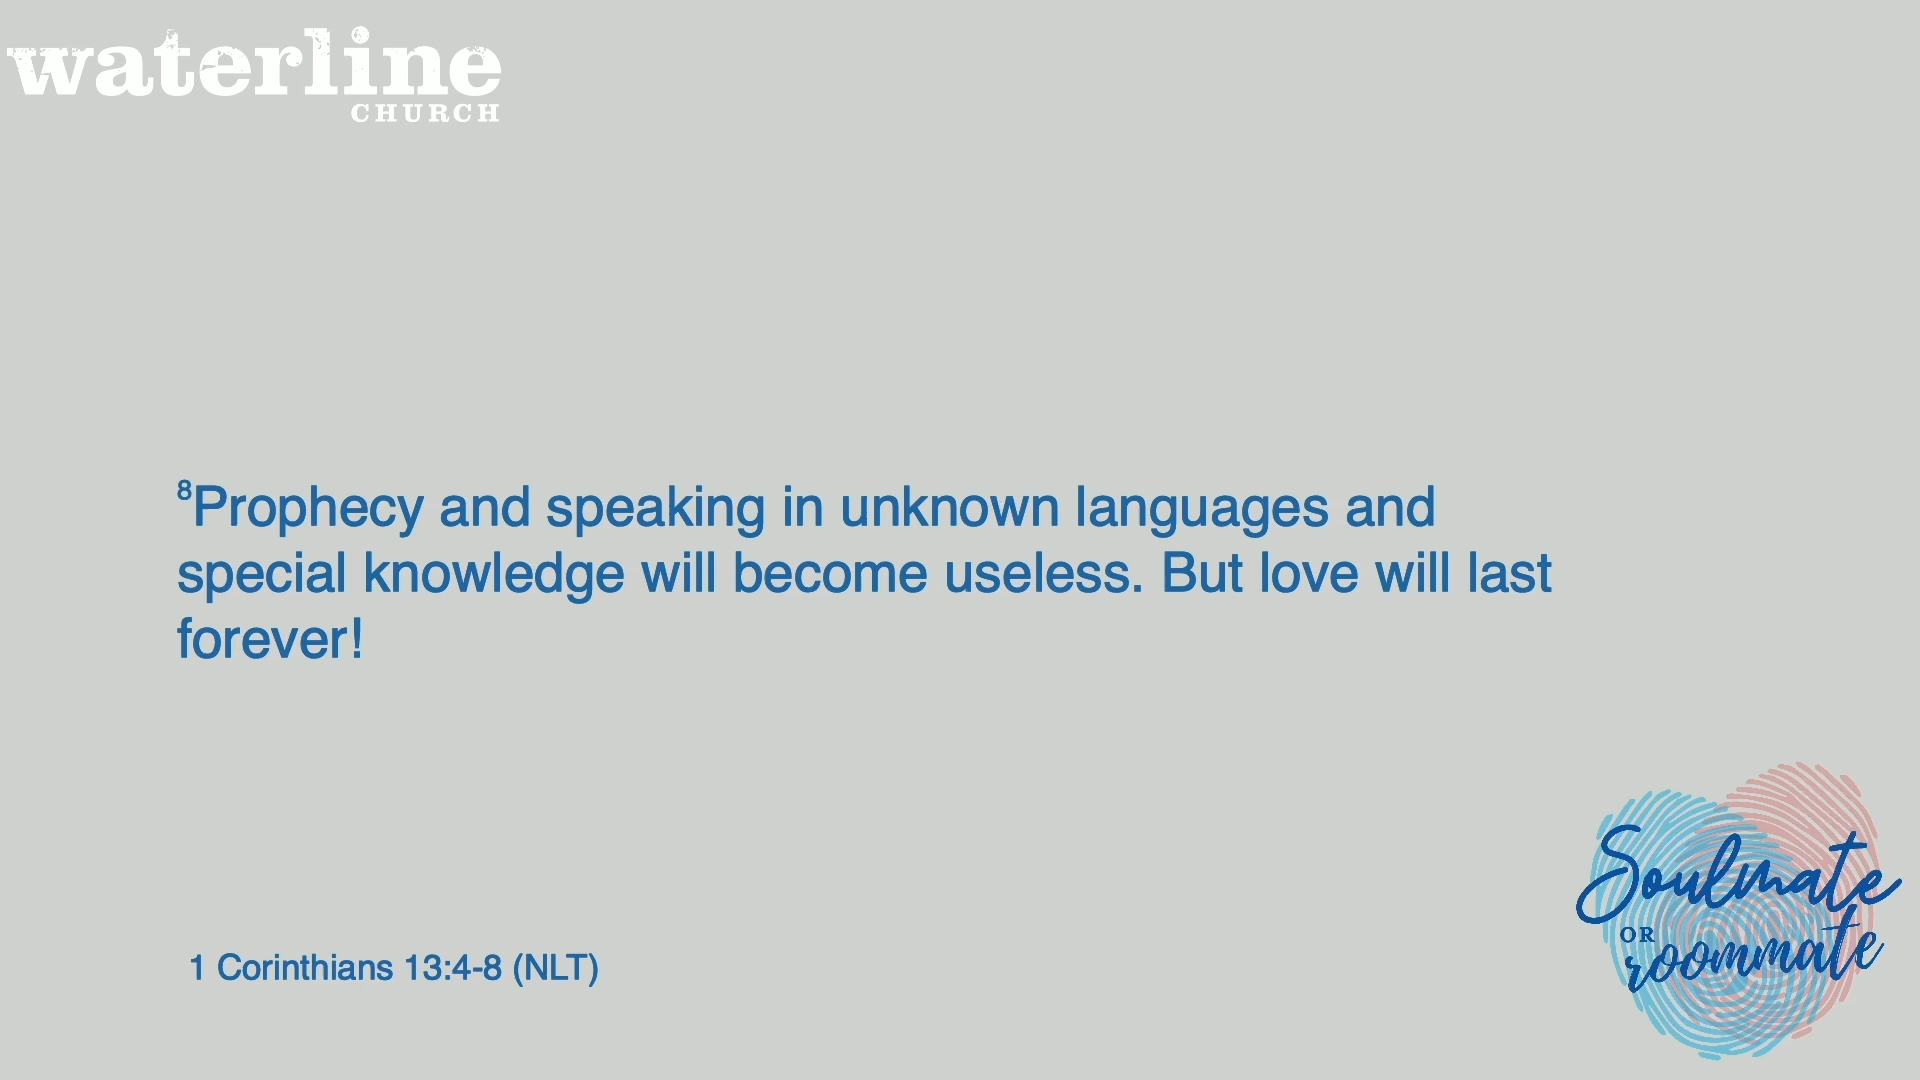 waterline
CHURCH
⁸Prophecy and speaking in unknown languages and
special knowledge will become useless. But love will last
forever!
1 Corinthians 13:4-8 (NLT)
Soulmate
OR
roommate